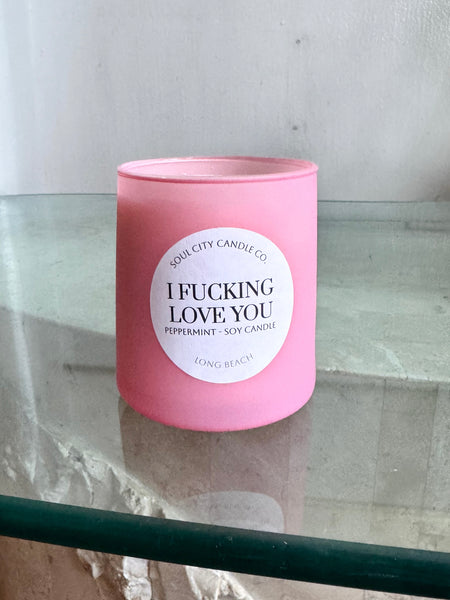 SOUL CITY CANDLE CO.
I FUCKING
LOVE YOU
PEPPERMINT - SOY CANDLE
LONG BEACH